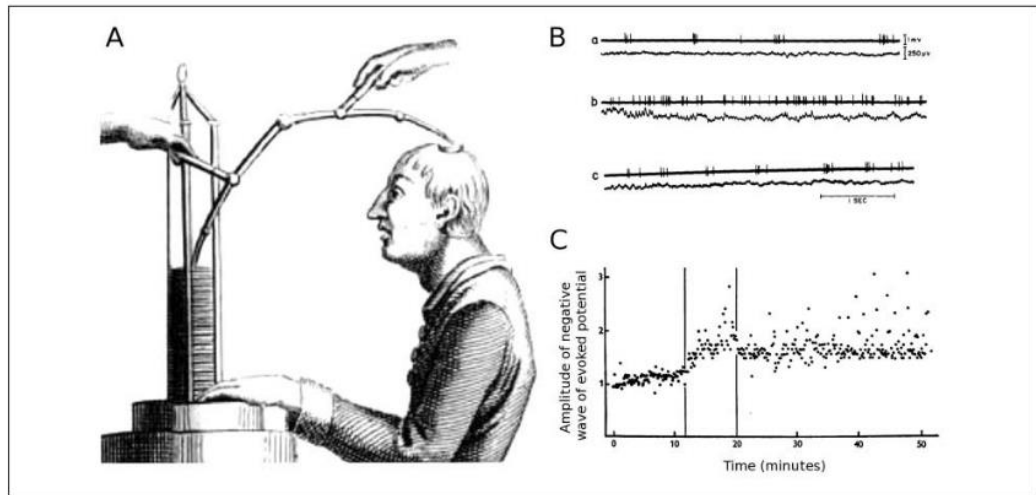 A
B
a
1 mV
250 μV
b
c
1 SEC
C
Amplitude of negative
wave of evoked potential
3
2
1
0 10 20 30 40 50
Time (minutes)